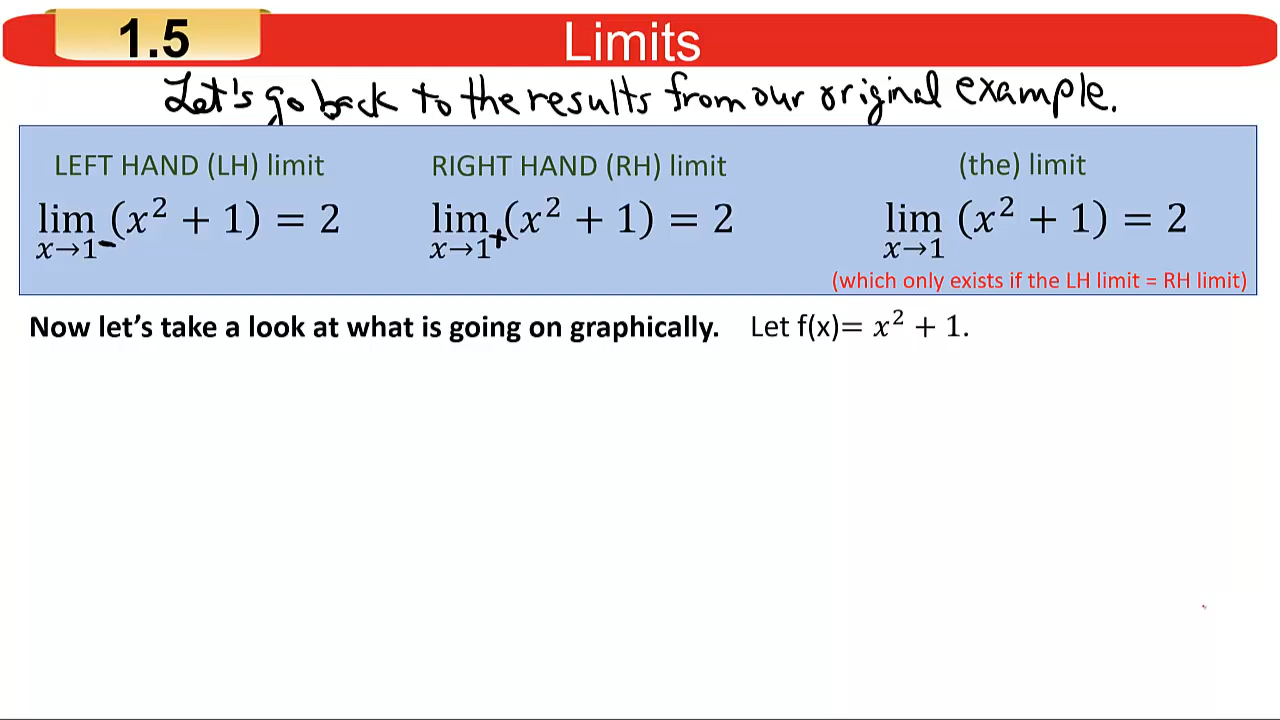 1.5 Limits
Let's go back to the results from our original example.
LEFT HAND (LH) limit RIGHT HAND (RH) limit (the) limit
lim (x² + 1) = 2 lim (x² + 1) = 2 lim (x² + 1) = 2
x→1⁻ x→1⁺ x→1
(which only exists if the LH limit = RH limit)
Now let's take a look at what is going on graphically. Let f(x)= x² + 1.